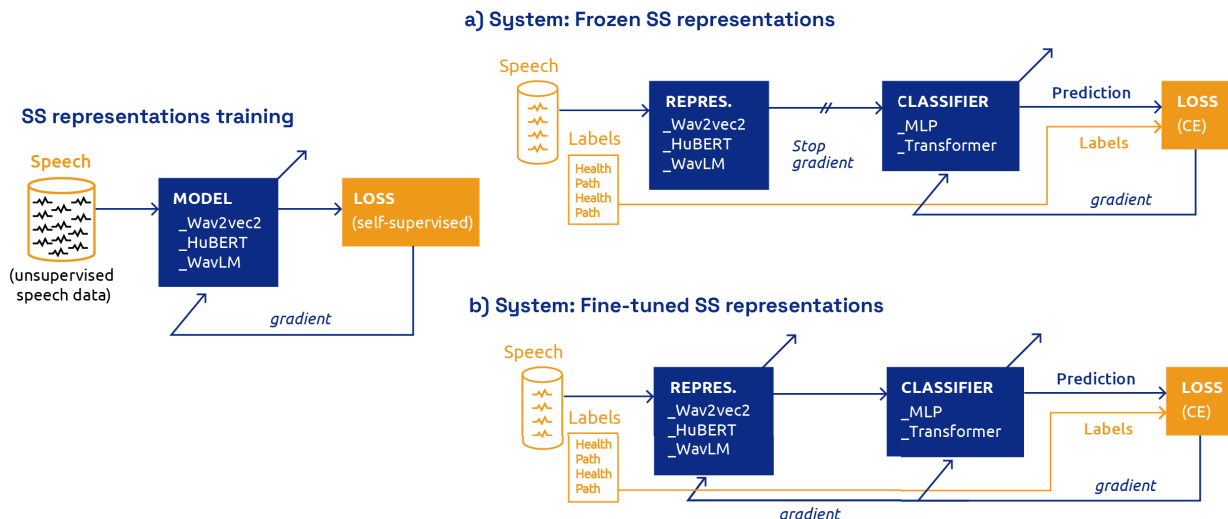 SS representations training
Speech
(unsupervised
speech data)
MODEL
_Wav2vec2
_HuBERT
_WavLM
LOSS
(self-supervised)
gradient
a) System: Frozen SS representations
Speech
Labels
Health
Path
Health
Path
REPRES.
_Wav2vec2
_HuBERT
_WavLM
Stop
gradient
CLASSIFIER
_MLP
_Transformer
Prediction
Labels
LOSS
(CE)
gradient
b) System: Fine-tuned SS representations
Speech
Labels
Health
Path
Health
Path
REPRES.
_Wav2vec2
_HuBERT
_WavLM
CLASSIFIER
_MLP
_Transformer
Prediction
Labels
LOSS
(CE)
gradient
gradient